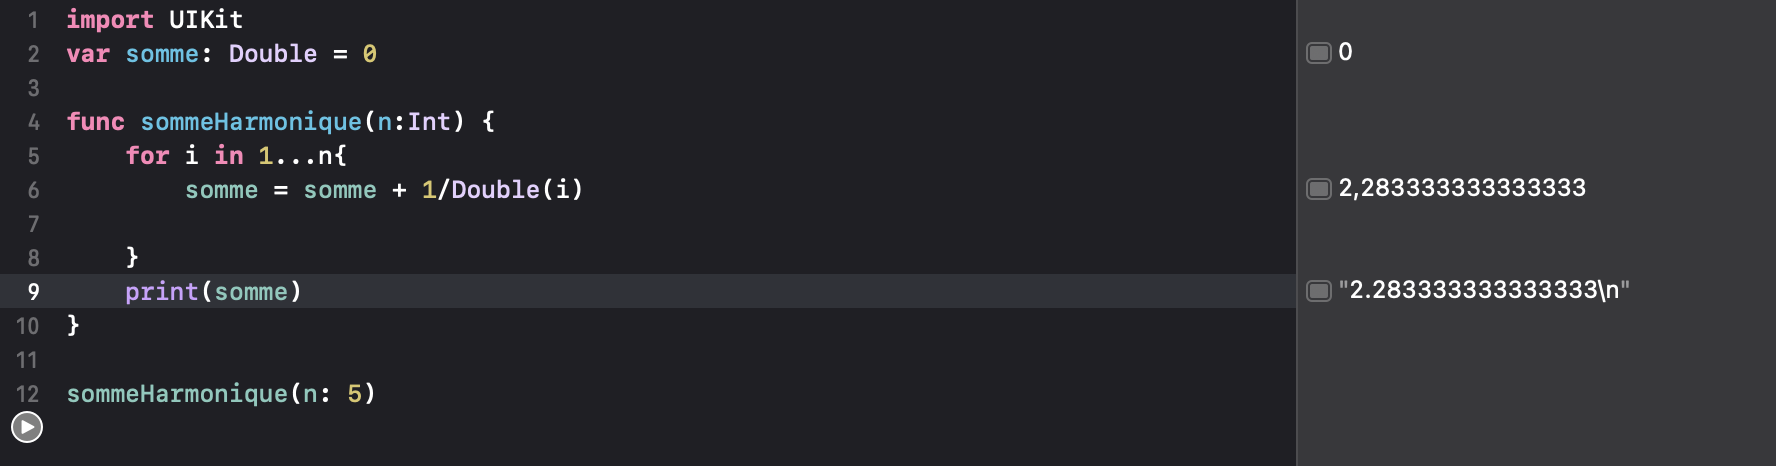 1 import UIKit
2 var somme: Double = 0 0
3
4 func sommeHarmonique(n:Int) {
5 for i in 1...n{
6 somme = somme + 1/Double(i) 2,283333333333333
7
8 }
9 print(somme) "2.283333333333333\n"
10 }
11
12 sommeHarmonique(n: 5)